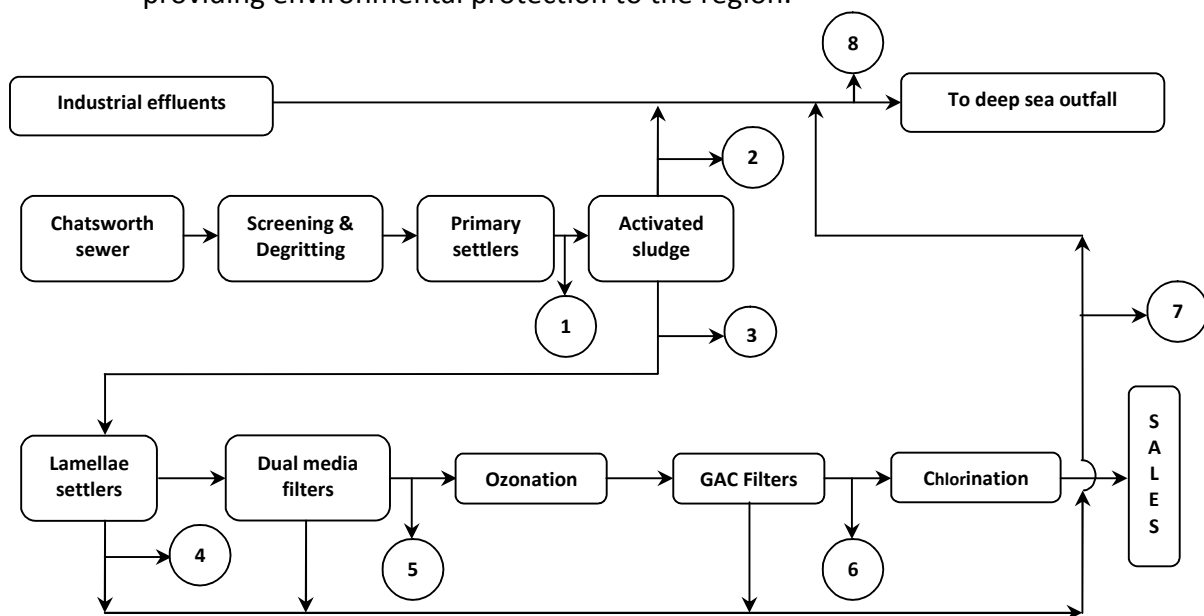 providing environmental protection to the region.
8
Industrial effluents
To deep sea outfall
2
Chatsworth
sewer
Screening &
Degritting
Primary
settlers
Activated
sludge
1
3
7
Lamellae
settlers
Dual media
filters
Ozonation
GAC Filters
Chlorination
S
A
L
E
S
4
5
6